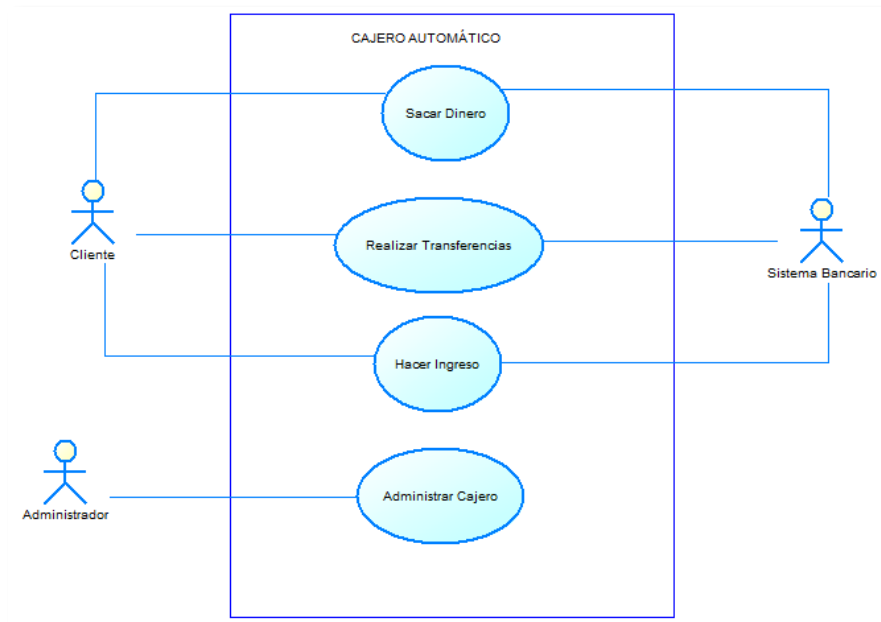 CAJERO AUTOMÁTICO
Sacar Dinero
Cliente
Realizar Transferencias
Sistema Bancario
Hacer Ingreso
Administrador
Administrar Cajero